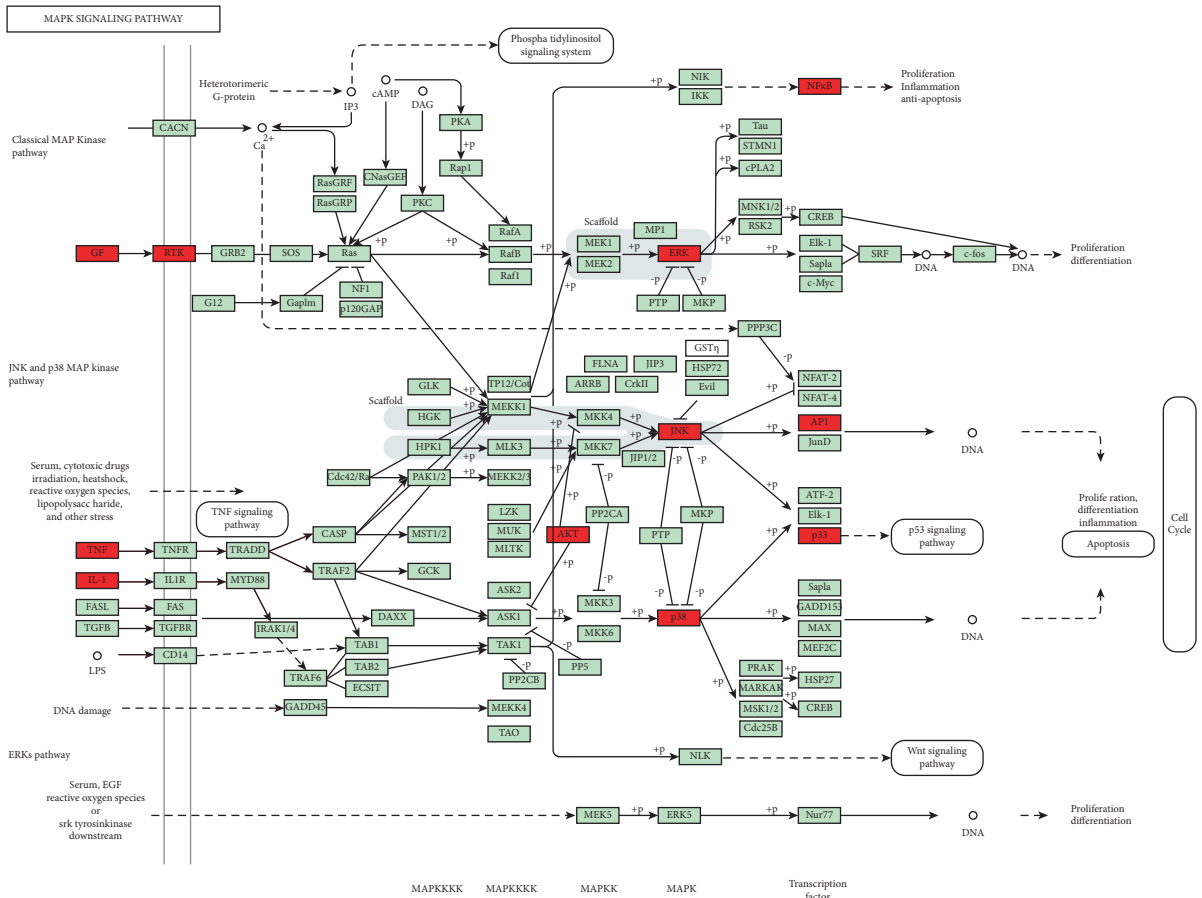 MAPK SIGNALING PATHWAY
Phospha tidylinositol
signaling system
Heterotorimeric
G-protein
IP3
cAMP
DAG
NIK
IKK
+p
NFκB
Proliferation
Inflammation
anti-apoptosis
Classical MAP Kinase
pathway
CACN
Ca
2+
PKA
+p
Rap1
RasGRF
RasGRP
CNasGEF
PKC
Tau
STMN1
+p
cPLA2
+p
Scaffold
MP1
MNK1/2
RSK2
+p
+p
CREB
GF
RTK
GRB2
SOS
Ras
+p
+p
RafA
RafB
Raf1
+p
MEK1
MEK2
+p
ERK
+p
Elk-1
Sapla
c-Myc
SRF
DNA
c-fos
DNA
Proliferation
differentiation
G12
Gaplm
NF1
p120GAP
+p
-p
-p
PTP
MKP
PPP3C
-p
JNK and p38 MAP kinase
pathway
GSTη
HSP72
Evil
FLNA
JIP3
ARRB
CrkII
NFAT-2
NFAT-4
+p
GLK
HGK
+p
+p
TP12/Cot
MEKK1
Scaffold
MKK4
+p
JNK
+p
AP1
JunD
DNA
HPK1
+p
MLK3
+p
MKK7
+p
JIP1/2
-p
-p
Cdc42/Ra
PAK1/2
+p
MEKK2/3
-p
+p
Serum, cytotoxic drugs
irradiation, heatshock,
reactive oxygen species,
lipopolysacc haride,
and other stress
TNF signaling
pathway
LZK
MUK
MLTK
PP2CA
MKP
PTP
AKT
+p
+p
+p
ATF-2
Elk-1
p33
p53 signaling
pathway
Prolife ration,
differentiation
inflammation
Apoptosis
Cell
Cycle
CASP
MST1/2
TNF
TNFR
TRADD
IL-1
IL1R
MYD88
TRAF2
GCK
ASK2
-p
-p
-p
MKK3
MKK6
FASL
FAS
TGFB
TGFBR
IRAK1/4
DAXX
ASK1
+p
+p
p38
+p
Sapla
GADD153
MAX
MEF2C
DNA
LPS
CD14
TAB1
TAB2
ECSIT
TRAF6
TAK1
-p
PP5
-p
PP2CB
+p
PRAK
MARKAK
MSK1/2
Cdc25B
+p
HSP27
+p
CREB
DNA damage
GADD45
MEKK4
TAO
ERKs pathway
+p
NLK
Wnt signaling
pathway
Serum, EGF
reactive oxygen species
or
srk tyrosinkinase
downstream
MEK5
+p
ERK5
+p
Nur77
DNA
Proliferation
differentiation
MAPKKKK
MAPKKKK
MAPKK
MAPK
Transcription
factor